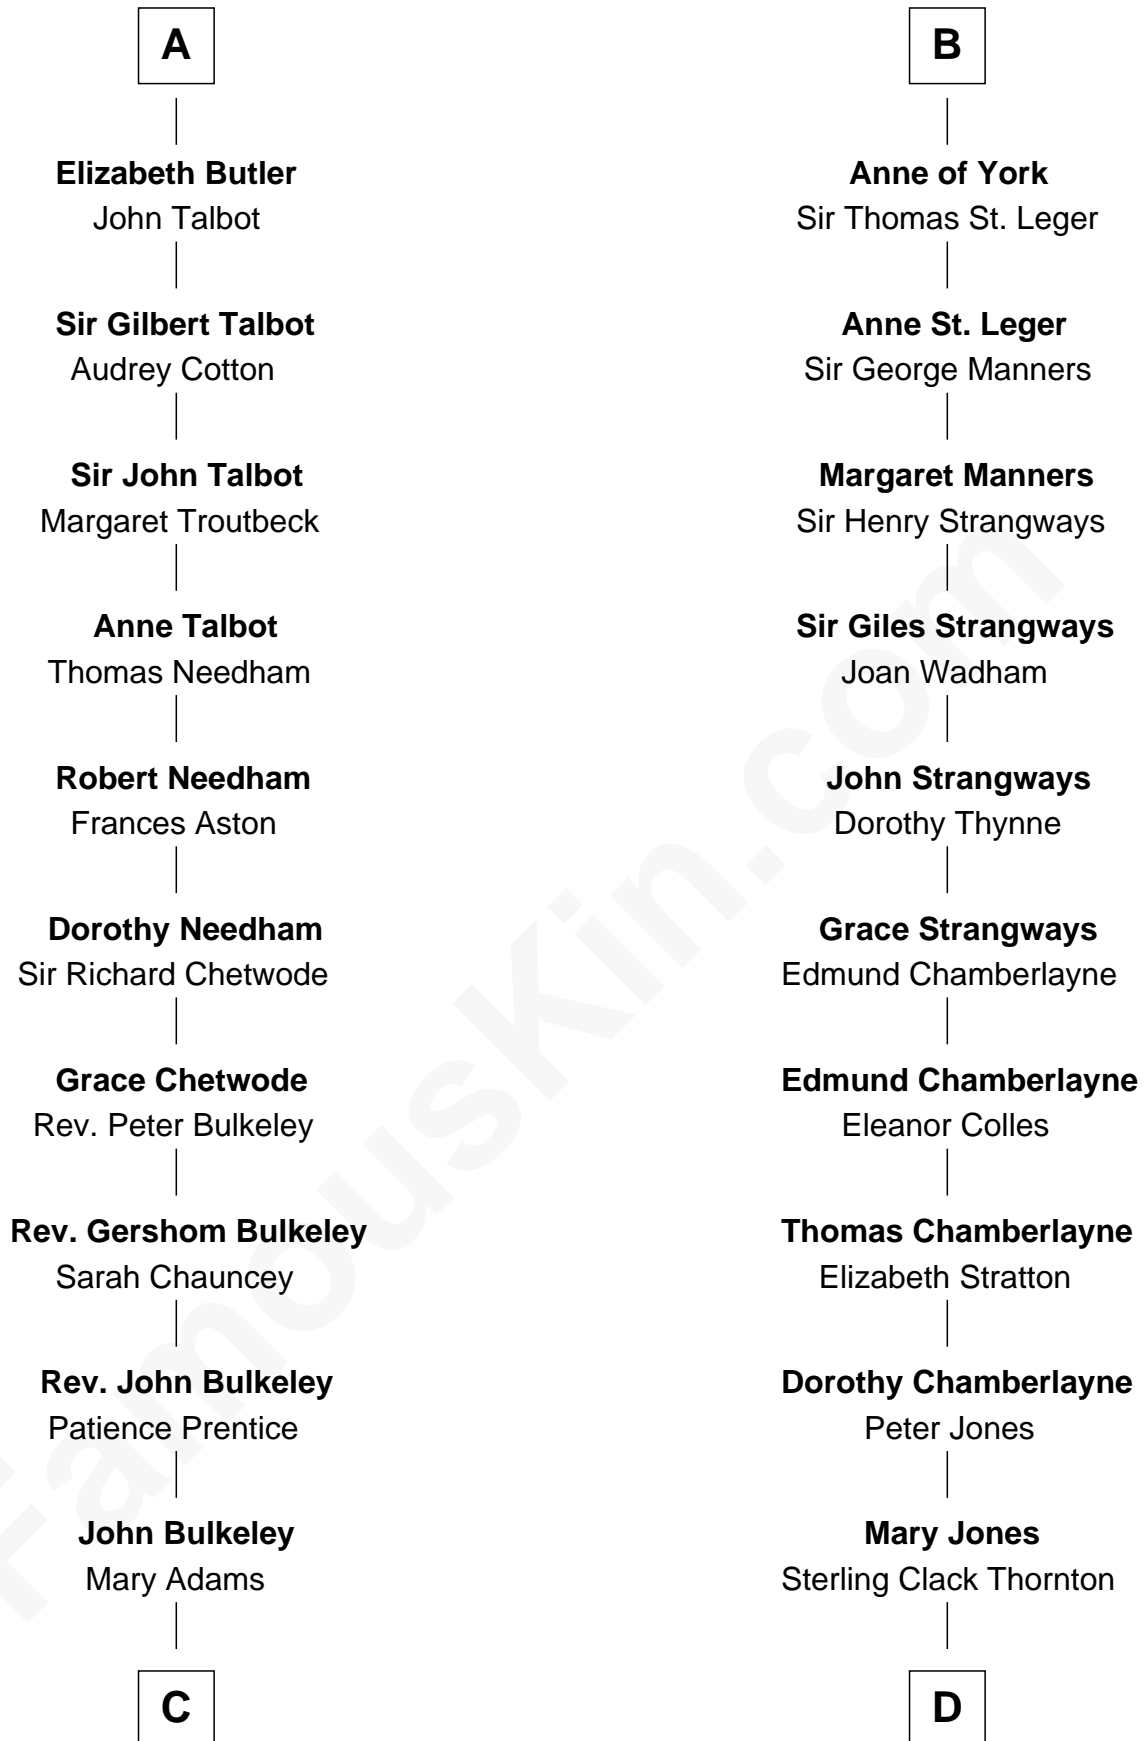 A
Elizabeth Butler
John Talbot
Sir Gilbert Talbot
Audrey Cotton
Sir John Talbot
Margaret Troutbeck
Anne Talbot
Thomas Needham
Robert Needham
Frances Aston
Dorothy Needham
Sir Richard Chetwode
Grace Chetwode
Rev. Peter Bulkeley
Rev. Gershom Bulkeley
Sarah Chauncey
Rev. John Bulkeley
Patience Prentice
John Bulkeley
Mary Adams
C
B
Anne of York
Sir Thomas St. Leger
Anne St. Leger
Sir George Manners
Margaret Manners
Sir Henry Strangways
Sir Giles Strangways
Joan Wadham
John Strangways
Dorothy Thynne
Grace Strangways
Edmund Chamberlayne
Edmund Chamberlayne
Eleanor Colles
Thomas Chamberlayne
Elizabeth Stratton
Dorothy Chamberlayne
Peter Jones
Mary Jones
Sterling Clack Thornton
D
FamousKin.com